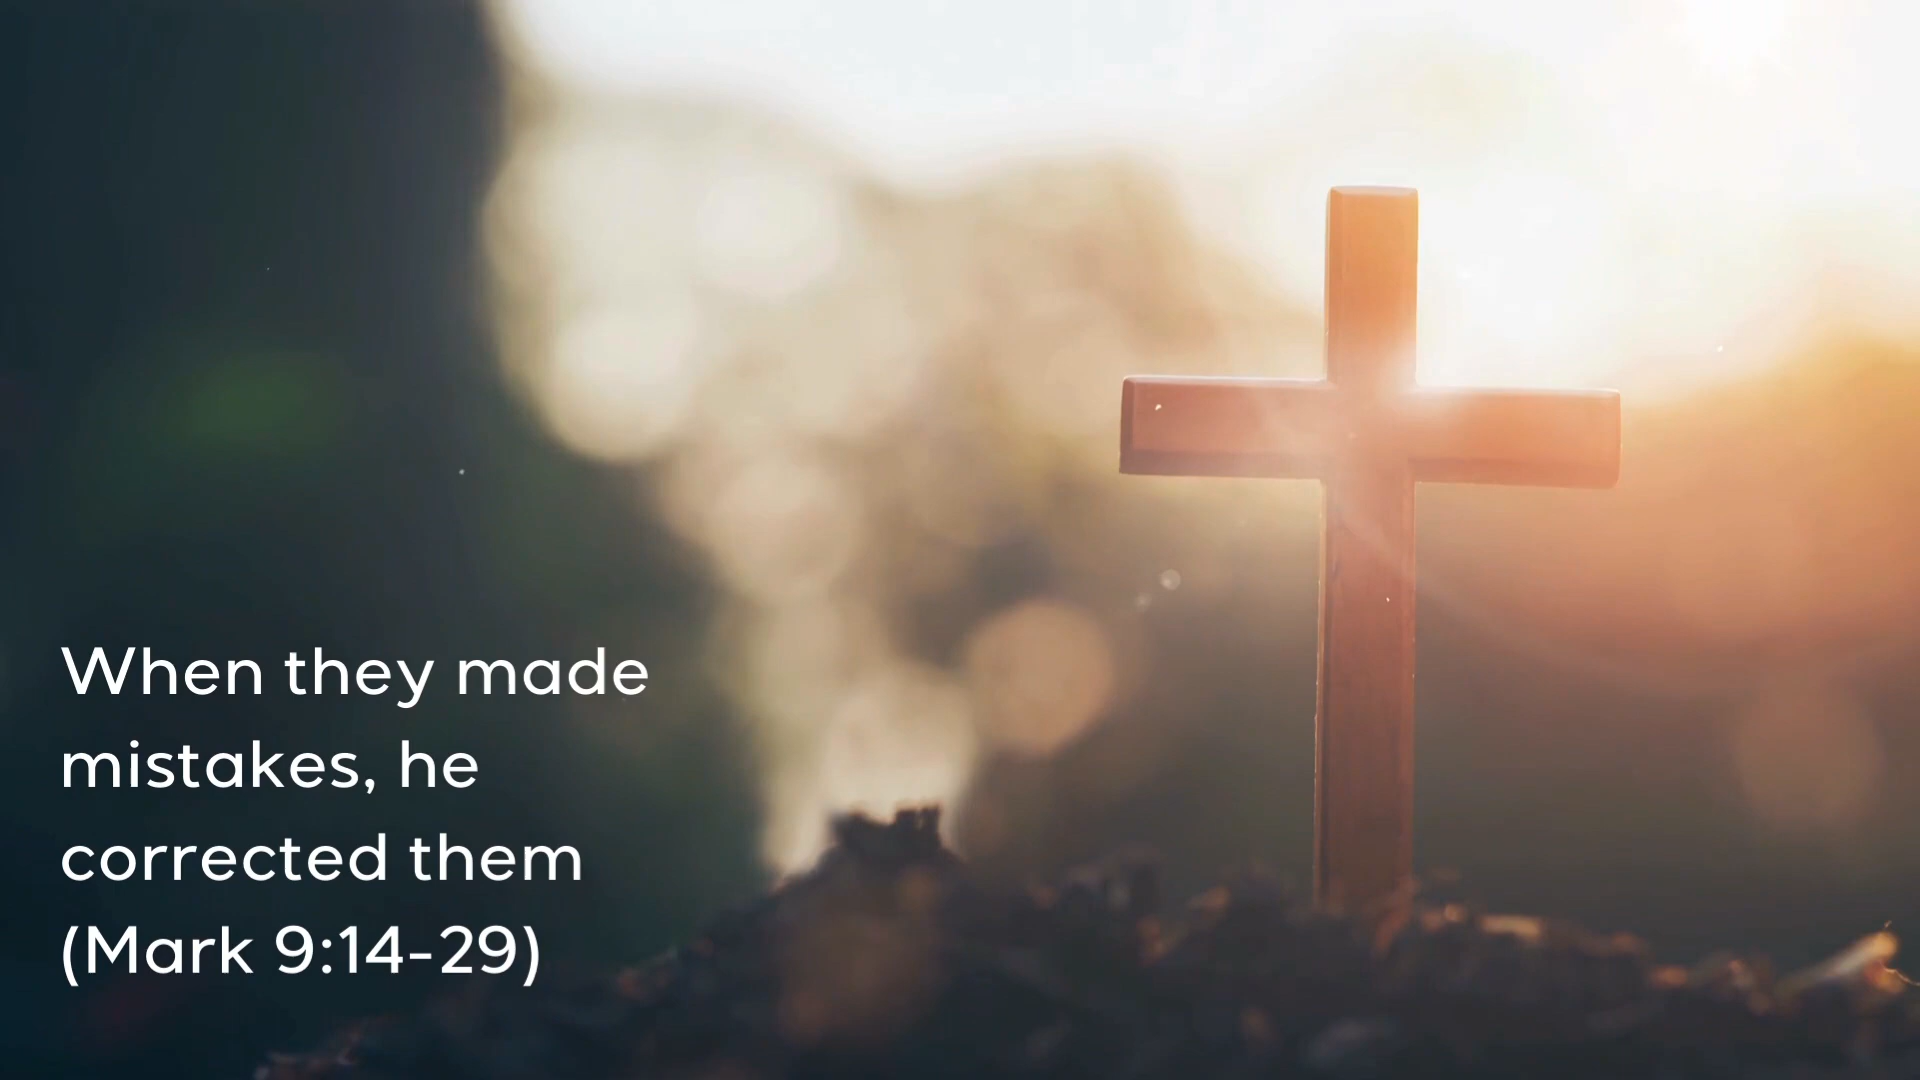 When they made
mistakes, he
corrected them
(Mark 9:14-29)